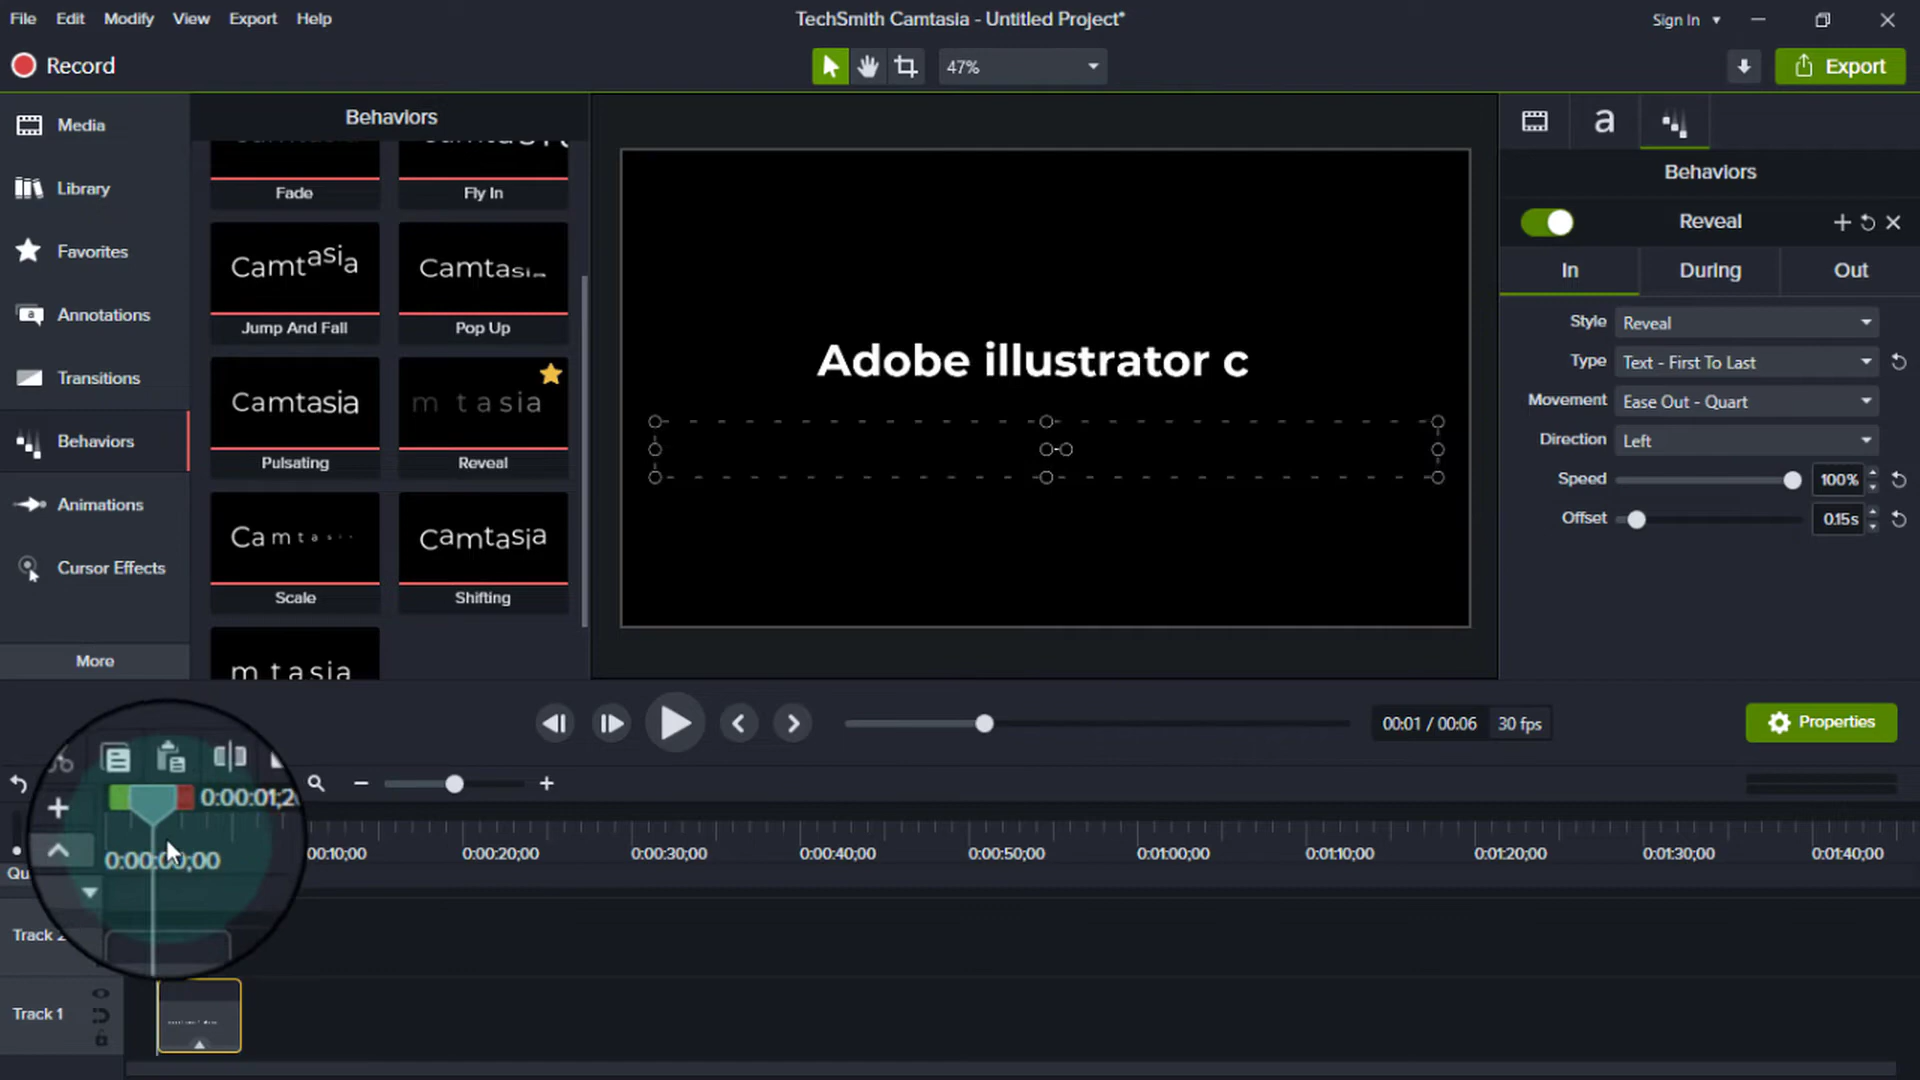 File Edit Modify View Export Help
TechSmith Camtasia - Untitled Project*
Sign In
Record
47%
Export
Media
Library
Favorites
Annotations
Transitions
Behaviors
Animations
Cursor Effects
More
Behaviors
Fade
Fly In
Camtasia
Jump And Fall
Camtasia
Pop Up
Camtasia
Pulsating
m t a s i a
Reveal
Camtasi
Scale
Camtasia
Shifting
m t a s i a
Adobe illustrator c
a
Behaviors
Reveal
In During Out
Style Reveal
Type Text - First To Last
Movement Ease Out - Quart
Direction Left
Speed 100%
Offset 0.15s
00:01 / 00:06 30 fps
Properties
0:00:01;2
0:00:00;00 00:10;00 0:00:20;00 0:00:30;00 0:00:40;00 0:00:50;00 0:01:00;00 0:01:10;00 0:01:20;00 0:01:30;00 0:01:40;00
Qu
Track 2
Track 1